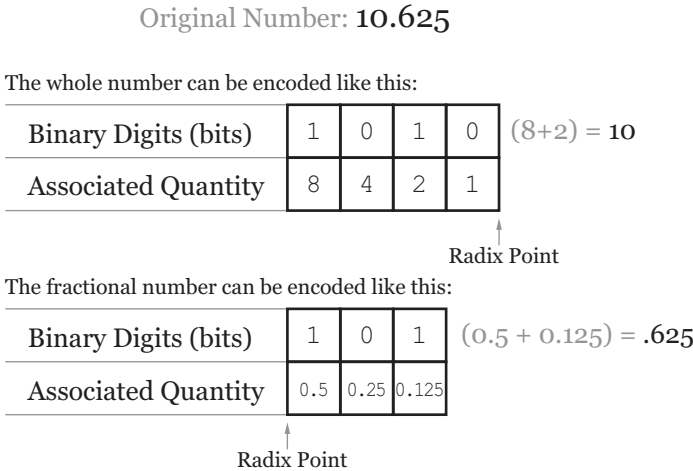 Original Number: 10.625
The whole number can be encoded like this:
Binary Digits (bits) 1 0 1 0 (8+2) = 10
Associated Quantity 8 4 2 1
Radix Point
The fractional number can be encoded like this:
Binary Digits (bits) 1 0 1 (0.5 + 0.125) = .625
Associated Quantity 0.5 0.25 0.125
Radix Point